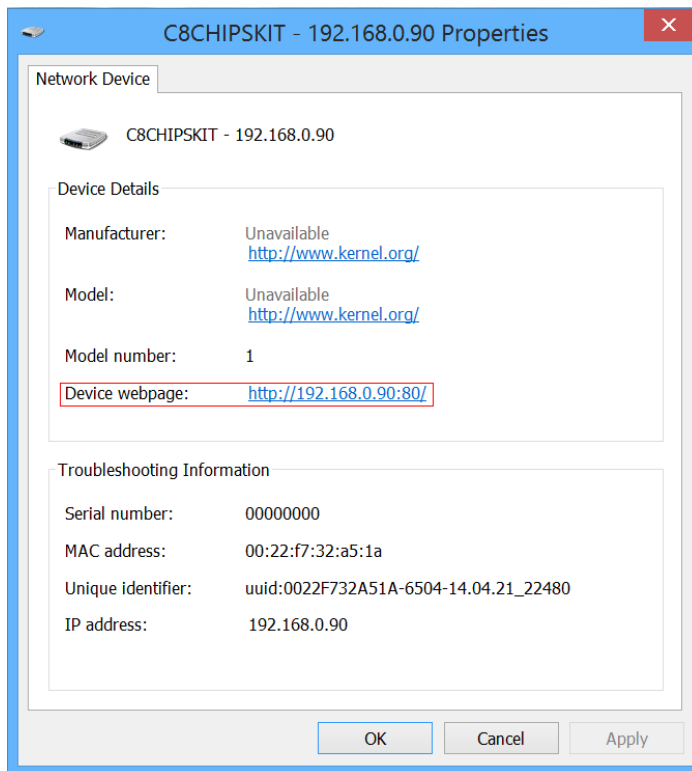 C8CHIPSKIT - 192.168.0.90 Properties
Network Device
C8CHIPSKIT - 192.168.0.90
Device Details
Manufacturer: Unavailable
http://www.kernel.org/
Model: Unavailable
http://www.kernel.org/
Model number: 1
Device webpage: http://192.168.0.90:80/
Troubleshooting Information
Serial number: 00000000
MAC address: 00:22:f7:32:a5:1a
Unique identifier: uuid:0022F732A51A-6504-14.04.21_22480
IP address: 192.168.0.90
OK Cancel Apply